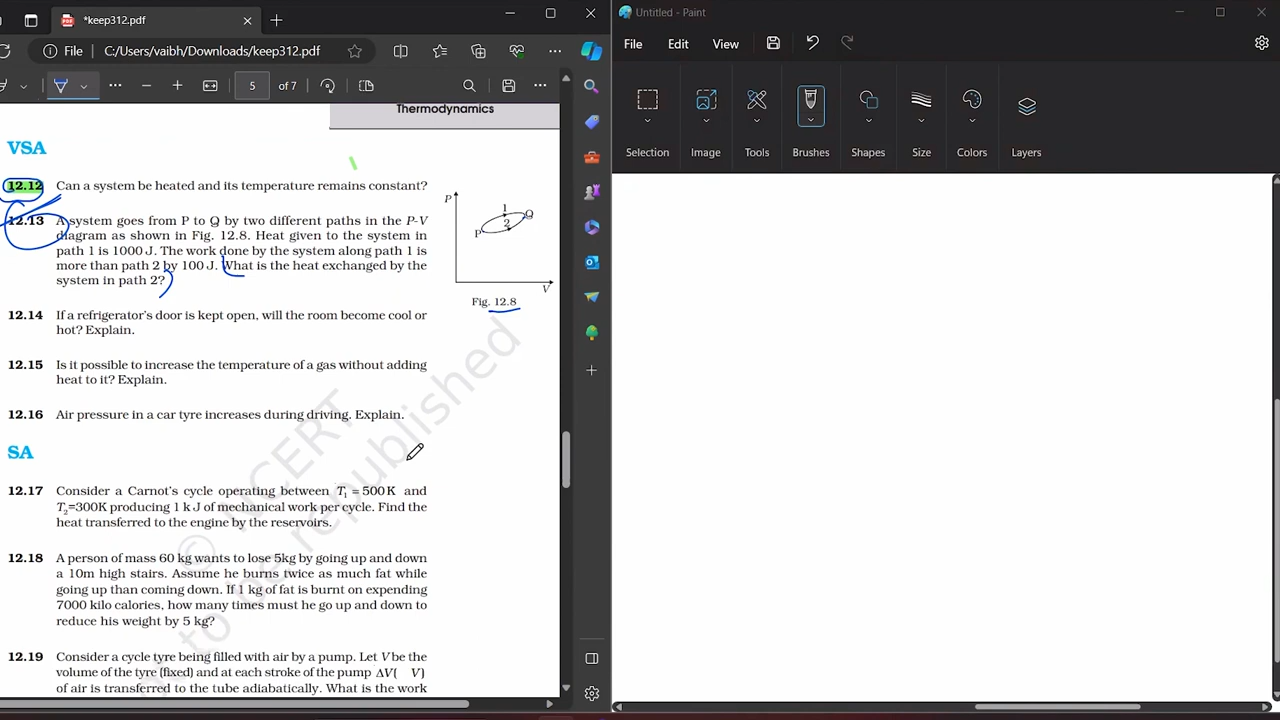 *keep312.pdf
Untitled - Paint
File
C:/Users/vaibh/Downloads/keep312.pdf
File Edit View
5 of 7
Selection Image Tools Brushes Shapes Size Colors Layers
Thermodynamics
VSA
12.12 Can a system be heated and its temperature remains constant?
12.13 A system goes from P to Q by two different paths in the P-V
diagram as shown in Fig. 12.8. Heat given to the system in
path 1 is 1000 J. The work done by the system along path 1 is
more than path 2 by 100 J. What is the heat exchanged by the
system in path 2?
P
1
Q
2
P
V
Fig. 12.8
12.14 If a refrigerator's door is kept open, will the room become cool or
hot? Explain.
12.15 Is it possible to increase the temperature of a gas without adding
heat to it? Explain.
12.16 Air pressure in a car tyre increases during driving. Explain.
SA
12.17 Consider a Carnot's cycle operating between T1 = 500K and
T2=300K producing 1 k J of mechanical work per cycle. Find the
heat transferred to the engine by the reservoirs.
12.18 A person of mass 60 kg wants to lose 5kg by going up and down
a 10m high stairs. Assume he burns twice as much fat while
going up than coming down. If 1 kg of fat is burnt on expending
7000 kilo calories, how many times must he go up and down to
reduce his weight by 5 kg?
12.19 Consider a cycle tyre being filled with air by a pump. Let V be the
volume of the tyre (fixed) and at each stroke of the pump ΔV( V)
of air is transferred to the tube adiabatically. What is the work
© NCERT
not to be republished